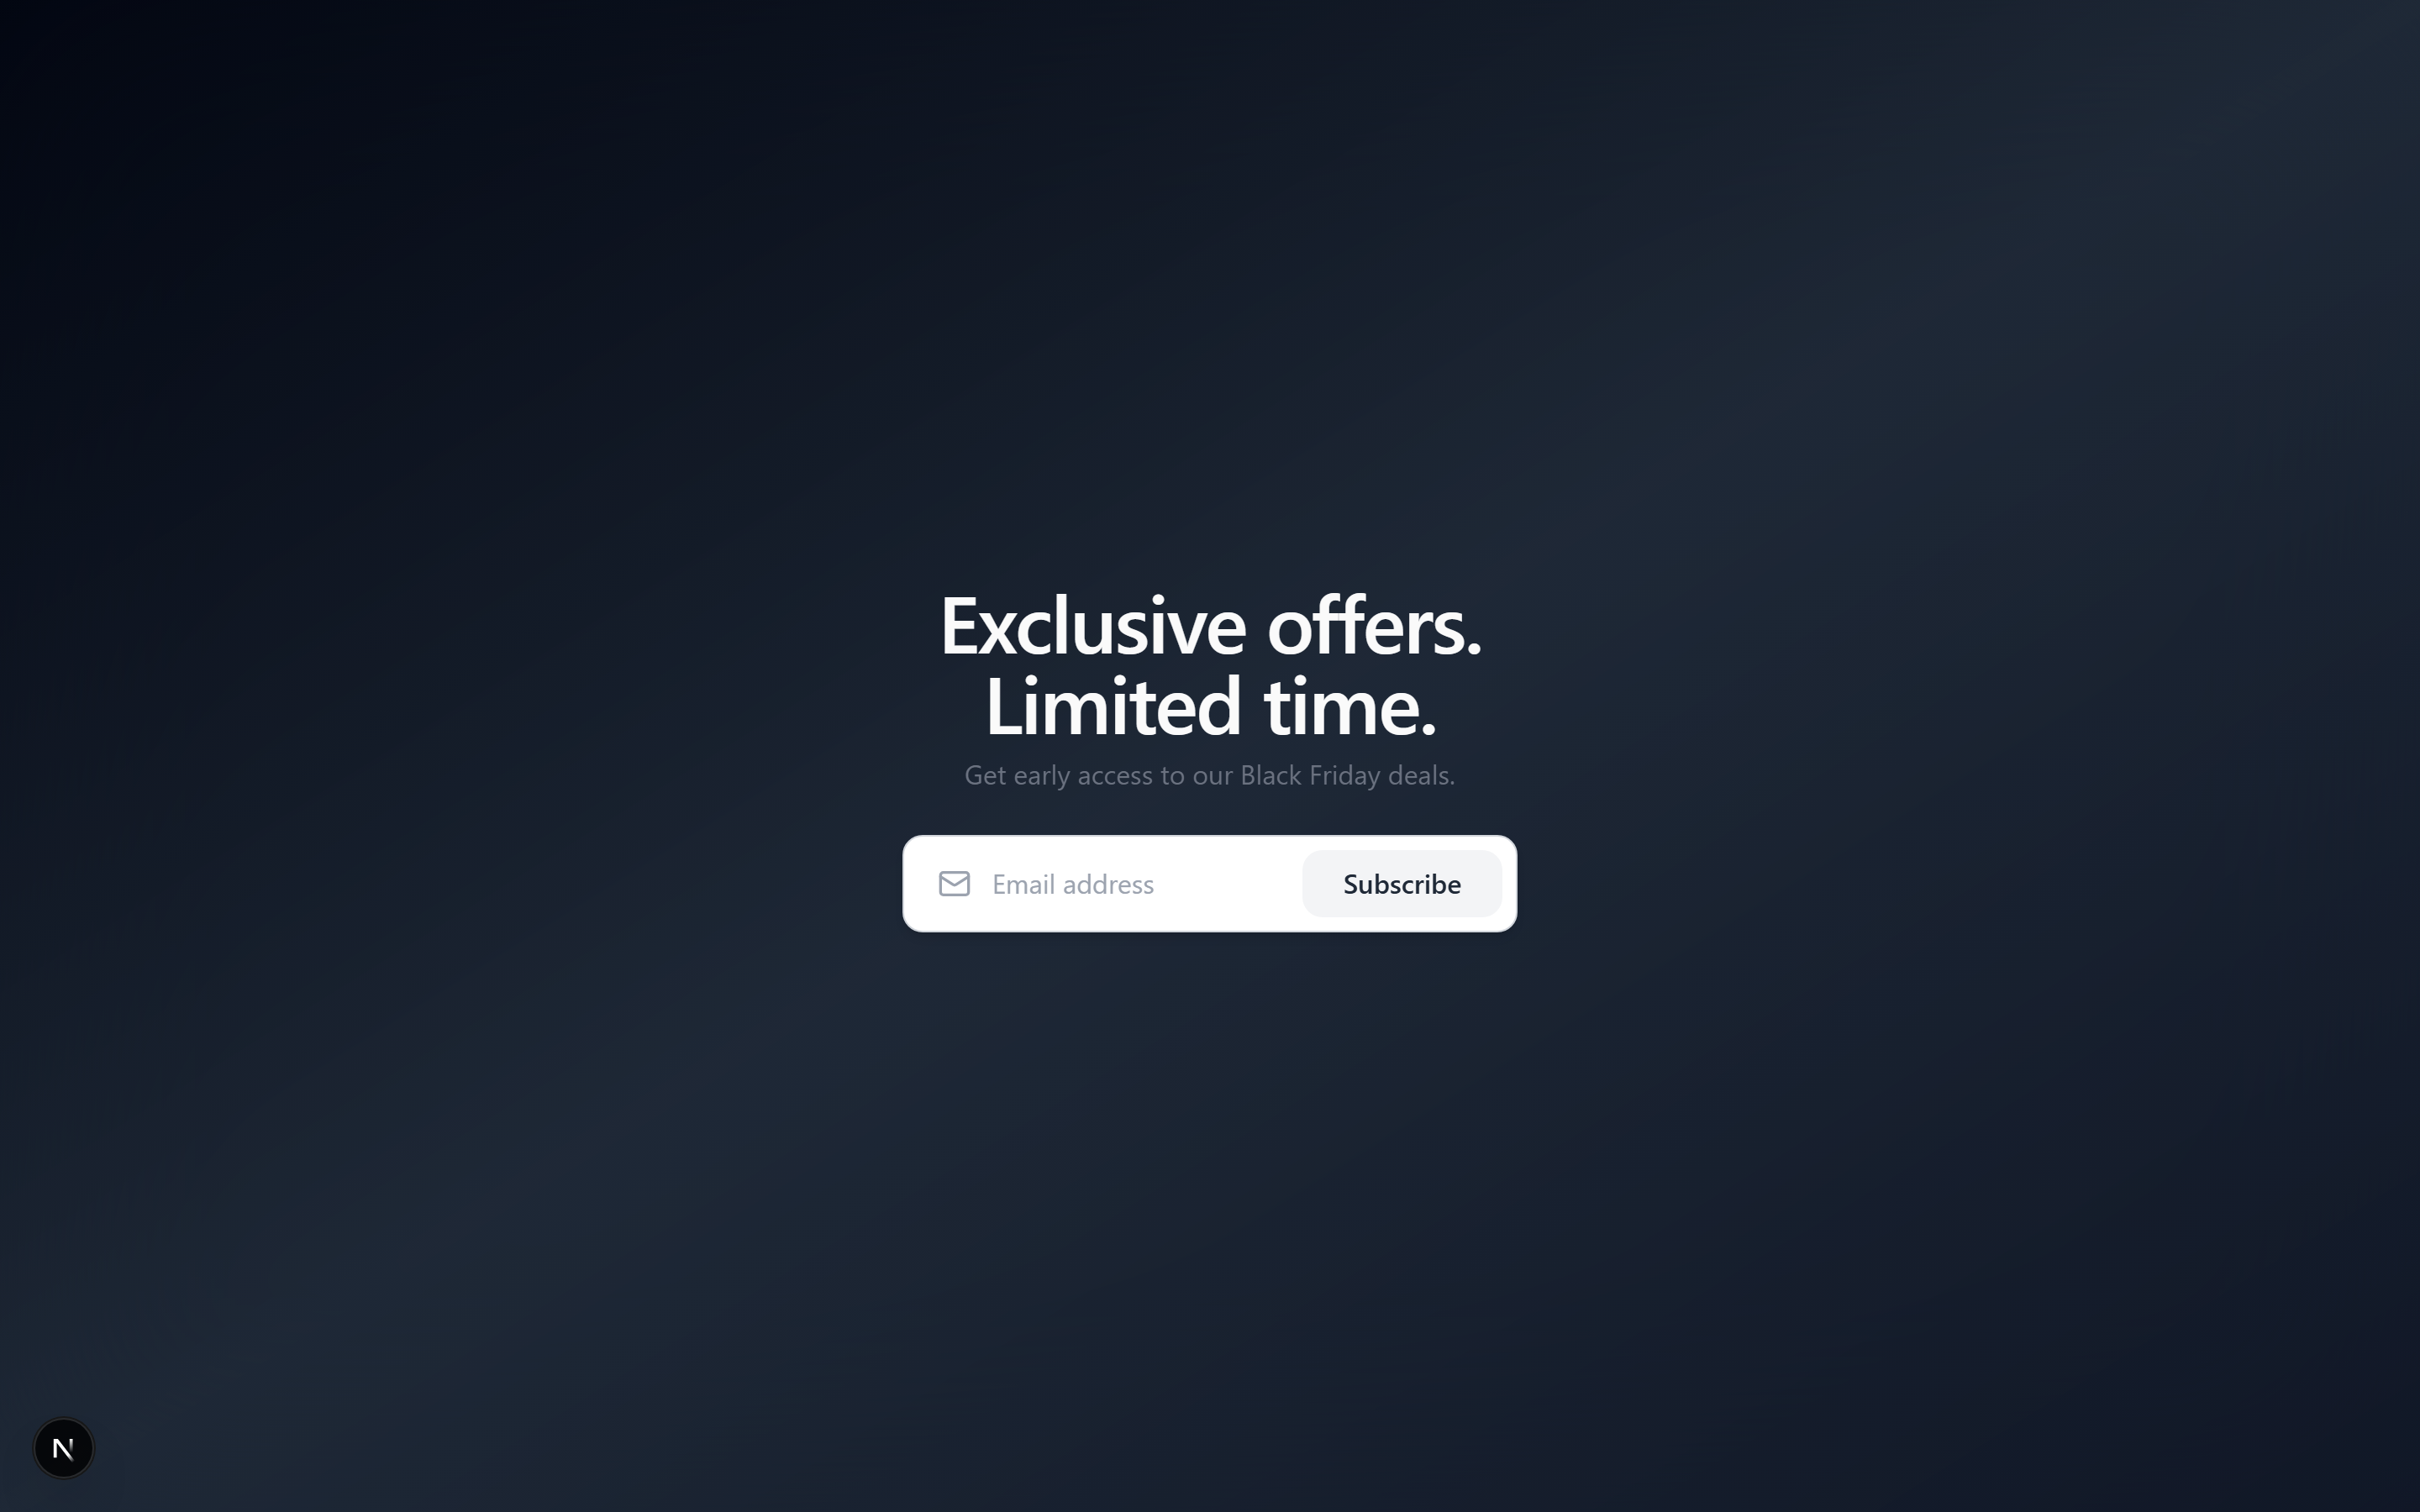 Exclusive offers.
Limited time.
Get early access to our Black Friday deals.
Email address
Subscribe
N